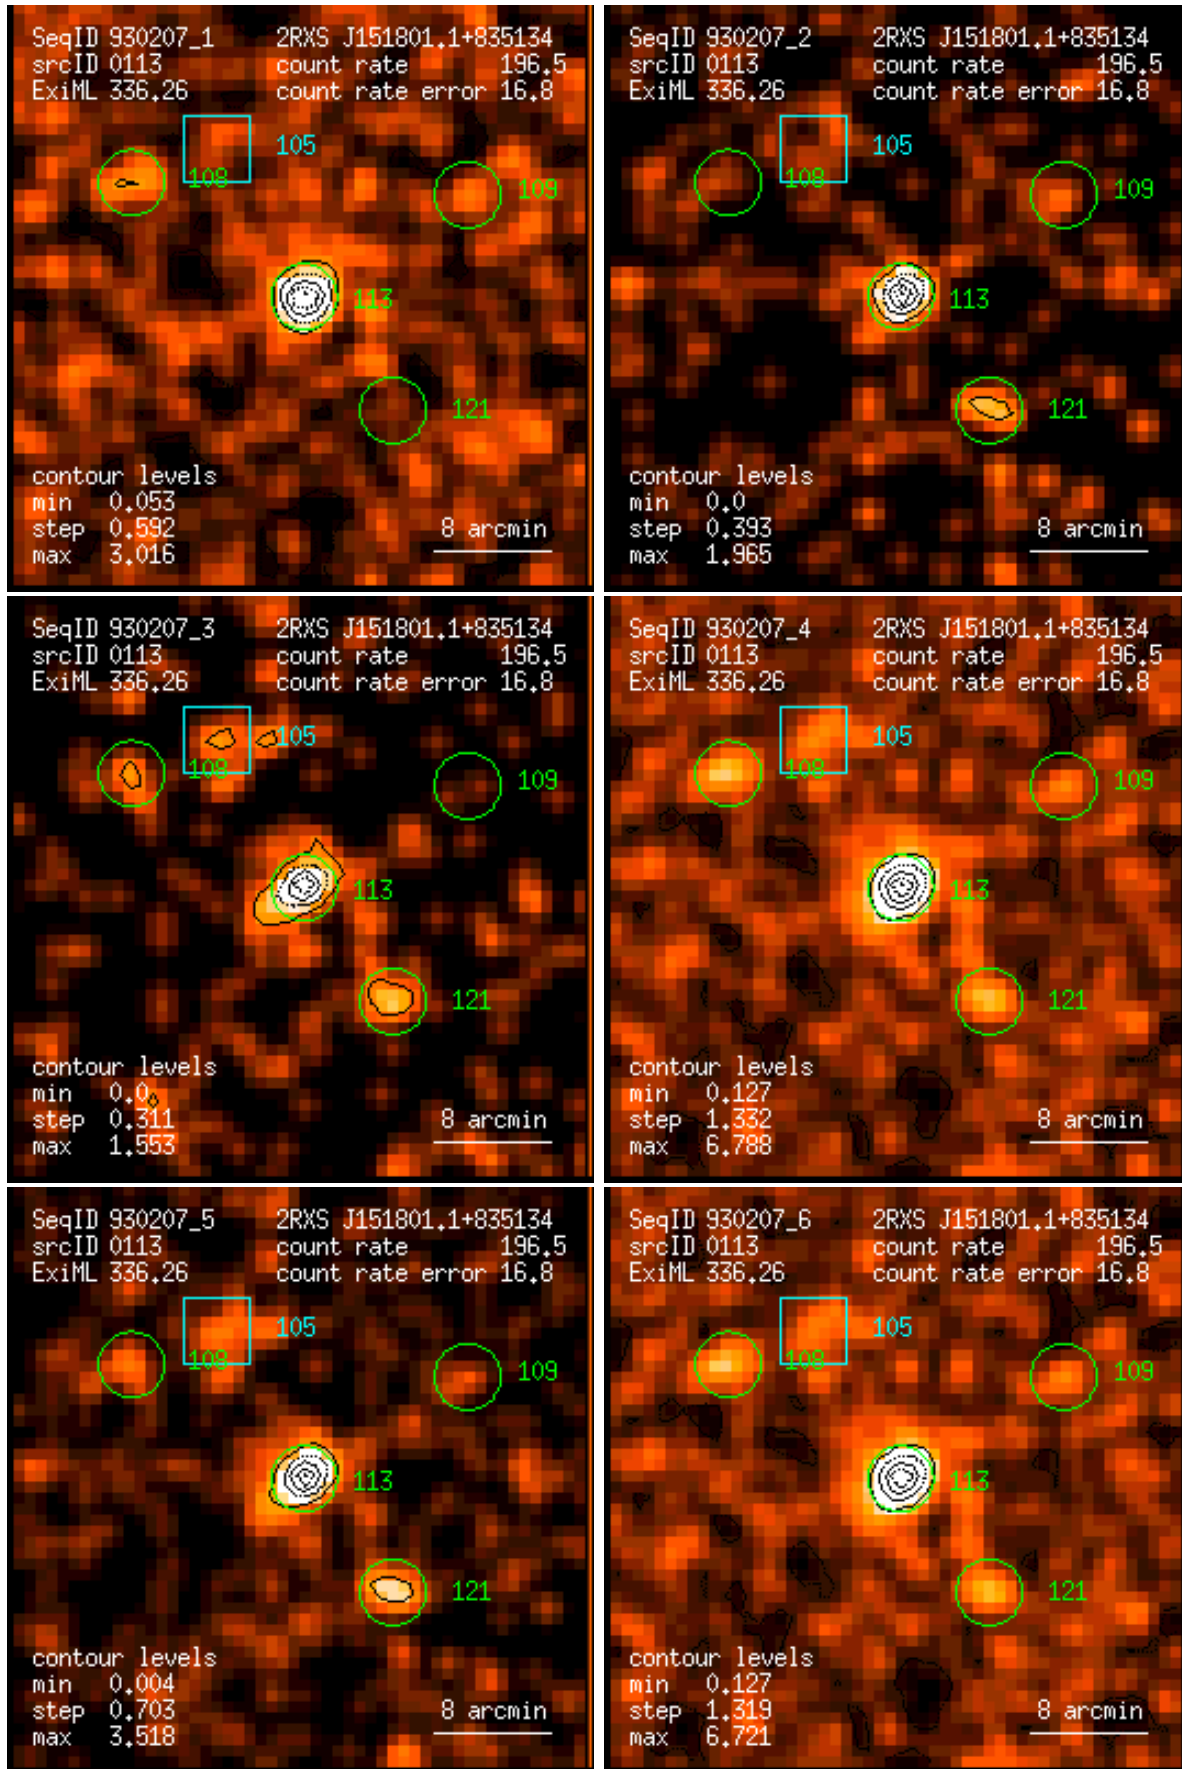 SeqID 930207_1 2RXS J151801.1+835134
srcID 0113 count rate 196.5
ExiML 336.26 count rate error 16.8
105
108
109
113
121
contour levels
min 0.053
step 0.592
max 3.016
8 arcmin
SeqID 930207_2 2RXS J151801.1+835134
srcID 0113 count rate 196.5
ExiML 336.26 count rate error 16.8
105
108
109
113
121
contour levels
min 0.0
step 0.393
max 1.965
8 arcmin
SeqID 930207_3 2RXS J151801.1+835134
srcID 0113 count rate 196.5
ExiML 336.26 count rate error 16.8
105
108
109
113
121
contour levels
min 0.0
step 0.311
max 1.553
8 arcmin
SeqID 930207_4 2RXS J151801.1+835134
srcID 0113 count rate 196.5
ExiML 336.26 count rate error 16.8
105
108
109
113
121
contour levels
min 0.127
step 1.332
max 6.788
8 arcmin
SeqID 930207_5 2RXS J151801.1+835134
srcID 0113 count rate 196.5
ExiML 336.26 count rate error 16.8
105
108
109
113
121
contour levels
min 0.004
step 0.703
max 3.518
8 arcmin
SeqID 930207_6 2RXS J151801.1+835134
srcID 0113 count rate 196.5
ExiML 336.26 count rate error 16.8
105
108
109
113
121
contour levels
min 0.127
step 1.319
max 6.721
8 arcmin